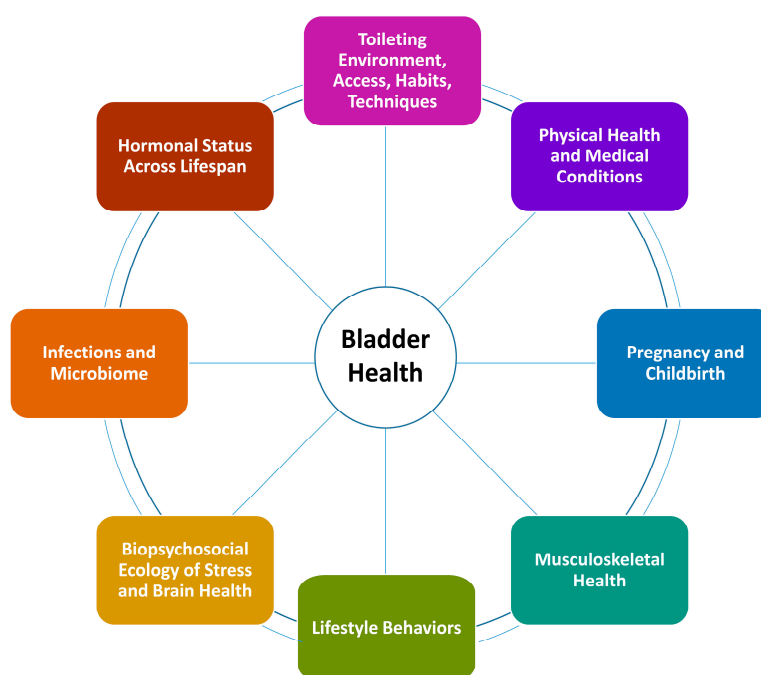 Toileting
Environment,
Access, Habits,
Techniques
Physical Health
and Medical
Conditions
Hormonal Status
Across Lifespan
Bladder
Health
Infections and
Microbiome
Pregnancy and
Childbirth
Biopsychosocial
Ecology of Stress
and Brain Health
Musculoskeletal
Health
Lifestyle Behaviors